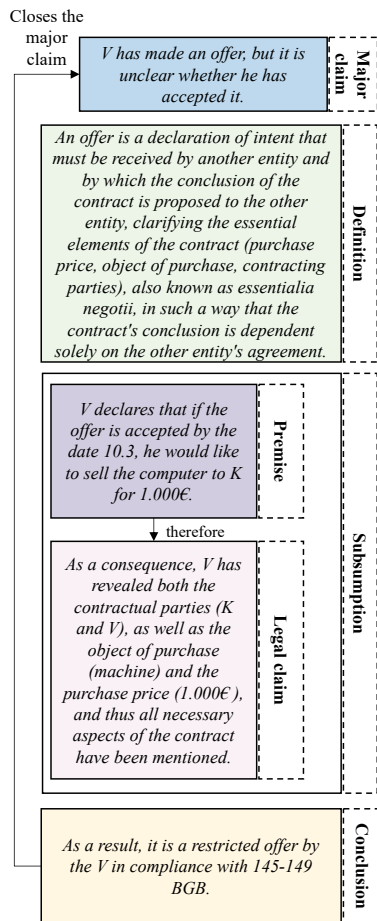 Closes the
major
claim
V has made an offer, but it is
unclear whether he has
accepted it.
Major
claim
An offer is a declaration of intent that
must be received by another entity and
by which the conclusion of the
contract is proposed to the other
entity, clarifying the essential
elements of the contract (purchase
price, object of purchase, contracting
parties), also known as essentialia
negotii, in such a way that the
contract's conclusion is dependent
solely on the other entity's agreement.
Definition
V declares that if the
offer is accepted by the
date 10.3, he would like
to sell the computer to K
for 1.000€.
Premise
therefore
As a consequence, V has
revealed both the
contractual parties (K
and V), as well as the
object of purchase
(machine) and the
purchase price (1.000€ ),
and thus all necessary
aspects of the contract
have been mentioned.
Legal claim
Subsumption
As a result, it is a restricted offer by
the V in compliance with 145-149
BGB.
Conclusion